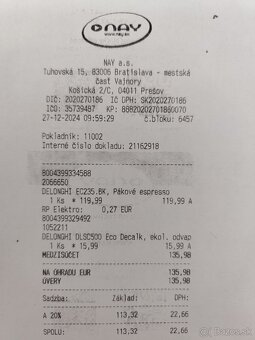 NAY
www.nay.sk
NAY a.s.
Tuhovská 15, 83006 Bratislava - mestská
časť Vajnory
Košická 2/C, 04011 Prešov
DIČ: 2020270186 IČ DPH: SK2020270186
IČO: 35739487 KP: 88820202701860070
27-12-2024 09:59:29 č.bloku: 6457
Pokladník: 11002
Interné číslo dokladu: 21162918
8004399334588
2066650
DELONGHI EC235.BK, Pákové espresso
1 Ks * 119,99 119,99 A
RP Elektro: 0,27 EUR
8004399329492
1052211
DELONGHI DLSC500 Eco Decalk, ekol. odváp
1 Ks * 15,99 15,99 A
MEDZISÚČET 135,98
NA ÚHRADU EUR 135,98
ÚVERY 135,98
Sadzba: Základ: DPH:
A 20% 113,32 22,66
SPOLU: 113,32 22,66
bazos.sk